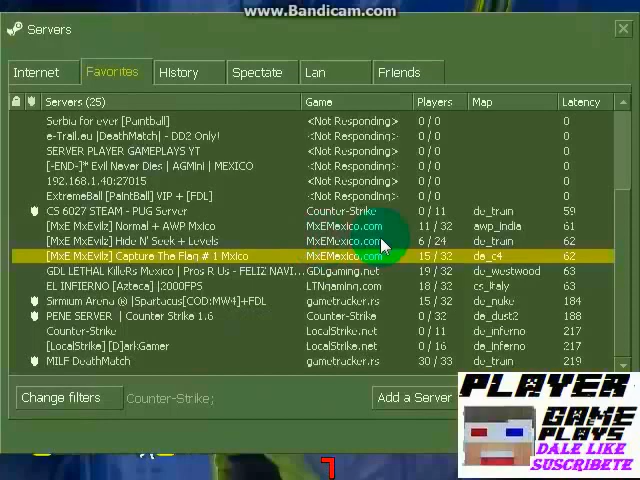 www.Bandicam.com
Servers
Internet Favorites History Spectate Lan Friends
Servers (25) Game Players Map Latency
Serbia for ever [Paintball] <Not Responding> 0 / 0 0
e-Trail.eu |DeathMatch| - DD2 Only! <Not Responding> 0 / 0 0
SERVER PLAYER GAMEPLAYS YT <Not Responding> 0 / 0 0
[-END-]* Evil Never Dies | AGMini | MEXICO <Not Responding> 0 / 0 0
192.168.1.40:27015 <Not Responding> 0 / 0 0
ExtremeBall [PaintBall] VIP + [FDL] <Not Responding> 0 / 0 0
CS 6027 STEAM - PUG Server Counter-Strike 0 / 11 de_train 59
[MxE MxEvilz] Normal + AWP Mxico MxEMexico.com 11 / 32 awp_india 61
[MxE MxEvilz] Hide N' Seek + Levels MxEMexico.com 6 / 24 de_train 62
[MxE MxEvilz] Capture The Flag # 1 Mxico MxEMexico.com 15 / 32 de_c4 62
GDL LETHAL KilleRs Mexico | Pros R Us - FELIZ NAVI... GDLgaming.net 19 / 32 de_westwood 63
EL INFIERNO [Azteca] |2000FPS LTNgaming.com 18 / 32 cs_italy 63
Sirmium Arena ® |Spartacus[COD:MW4]+FDL gametracker.rs 15 / 32 de_nuke 184
PENE SERVER | Counter Strike 1.6 Counter-Strike 0 / 32 de_dust2 188
Counter-Strike LocalStrike.net 0 / 11 de_inferno 217
[LocalStrike] [D]arkGamer LocalStrike.net 0 / 16 de_inferno 217
MILF DeathMatch gametracker.rs 30 / 33 de_train 219
Change filters Counter-Strike; Add a Server
PLAYER
GAME
PLAYS
DALE LIKE
SUSCRIBETE
7